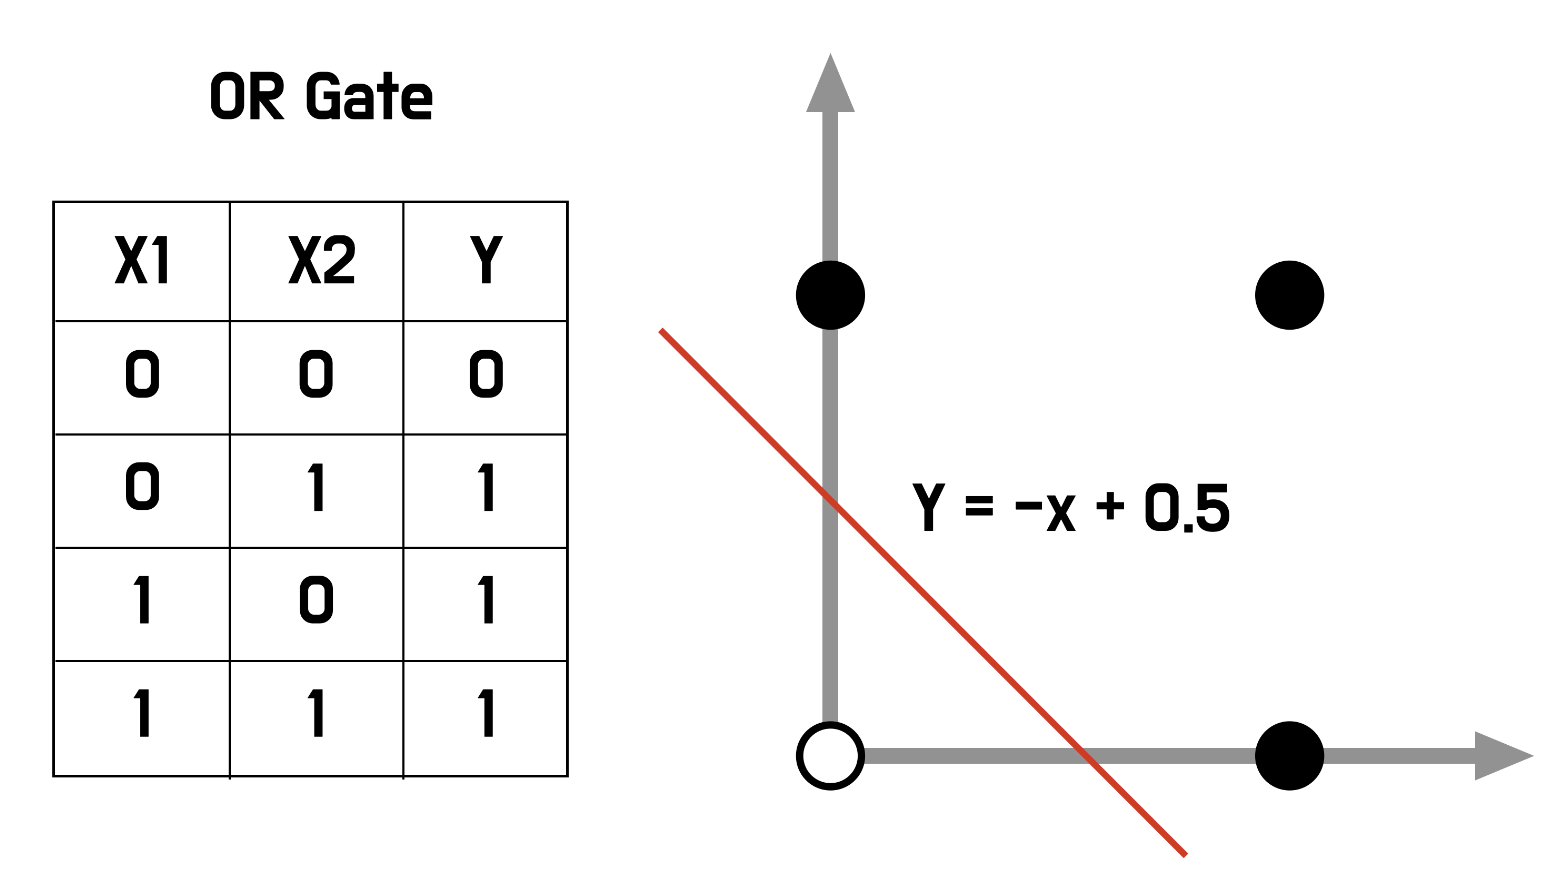 OR Gate
X1 X2 Y
0 0 0
0 1 1
1 0 1
1 1 1
Y = -x + 0.5